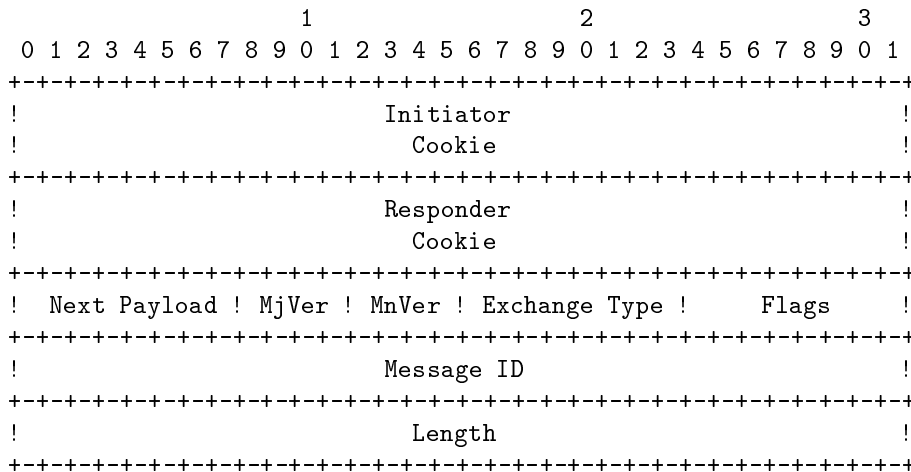 1                   2                   3
 0 1 2 3 4 5 6 7 8 9 0 1 2 3 4 5 6 7 8 9 0 1 2 3 4 5 6 7 8 9 0 1
+-+-+-+-+-+-+-+-+-+-+-+-+-+-+-+-+-+-+-+-+-+-+-+-+-+-+-+-+-+-+-+-+
!                          Initiator                            !
!                            Cookie                             !
+-+-+-+-+-+-+-+-+-+-+-+-+-+-+-+-+-+-+-+-+-+-+-+-+-+-+-+-+-+-+-+-+
!                          Responder                            !
!                            Cookie                             !
+-+-+-+-+-+-+-+-+-+-+-+-+-+-+-+-+-+-+-+-+-+-+-+-+-+-+-+-+-+-+-+-+
!  Next Payload ! MjVer ! MnVer ! Exchange Type !     Flags     !
+-+-+-+-+-+-+-+-+-+-+-+-+-+-+-+-+-+-+-+-+-+-+-+-+-+-+-+-+-+-+-+-+
!                          Message ID                           !
+-+-+-+-+-+-+-+-+-+-+-+-+-+-+-+-+-+-+-+-+-+-+-+-+-+-+-+-+-+-+-+-+
!                            Length                             !
+-+-+-+-+-+-+-+-+-+-+-+-+-+-+-+-+-+-+-+-+-+-+-+-+-+-+-+-+-+-+-+-+